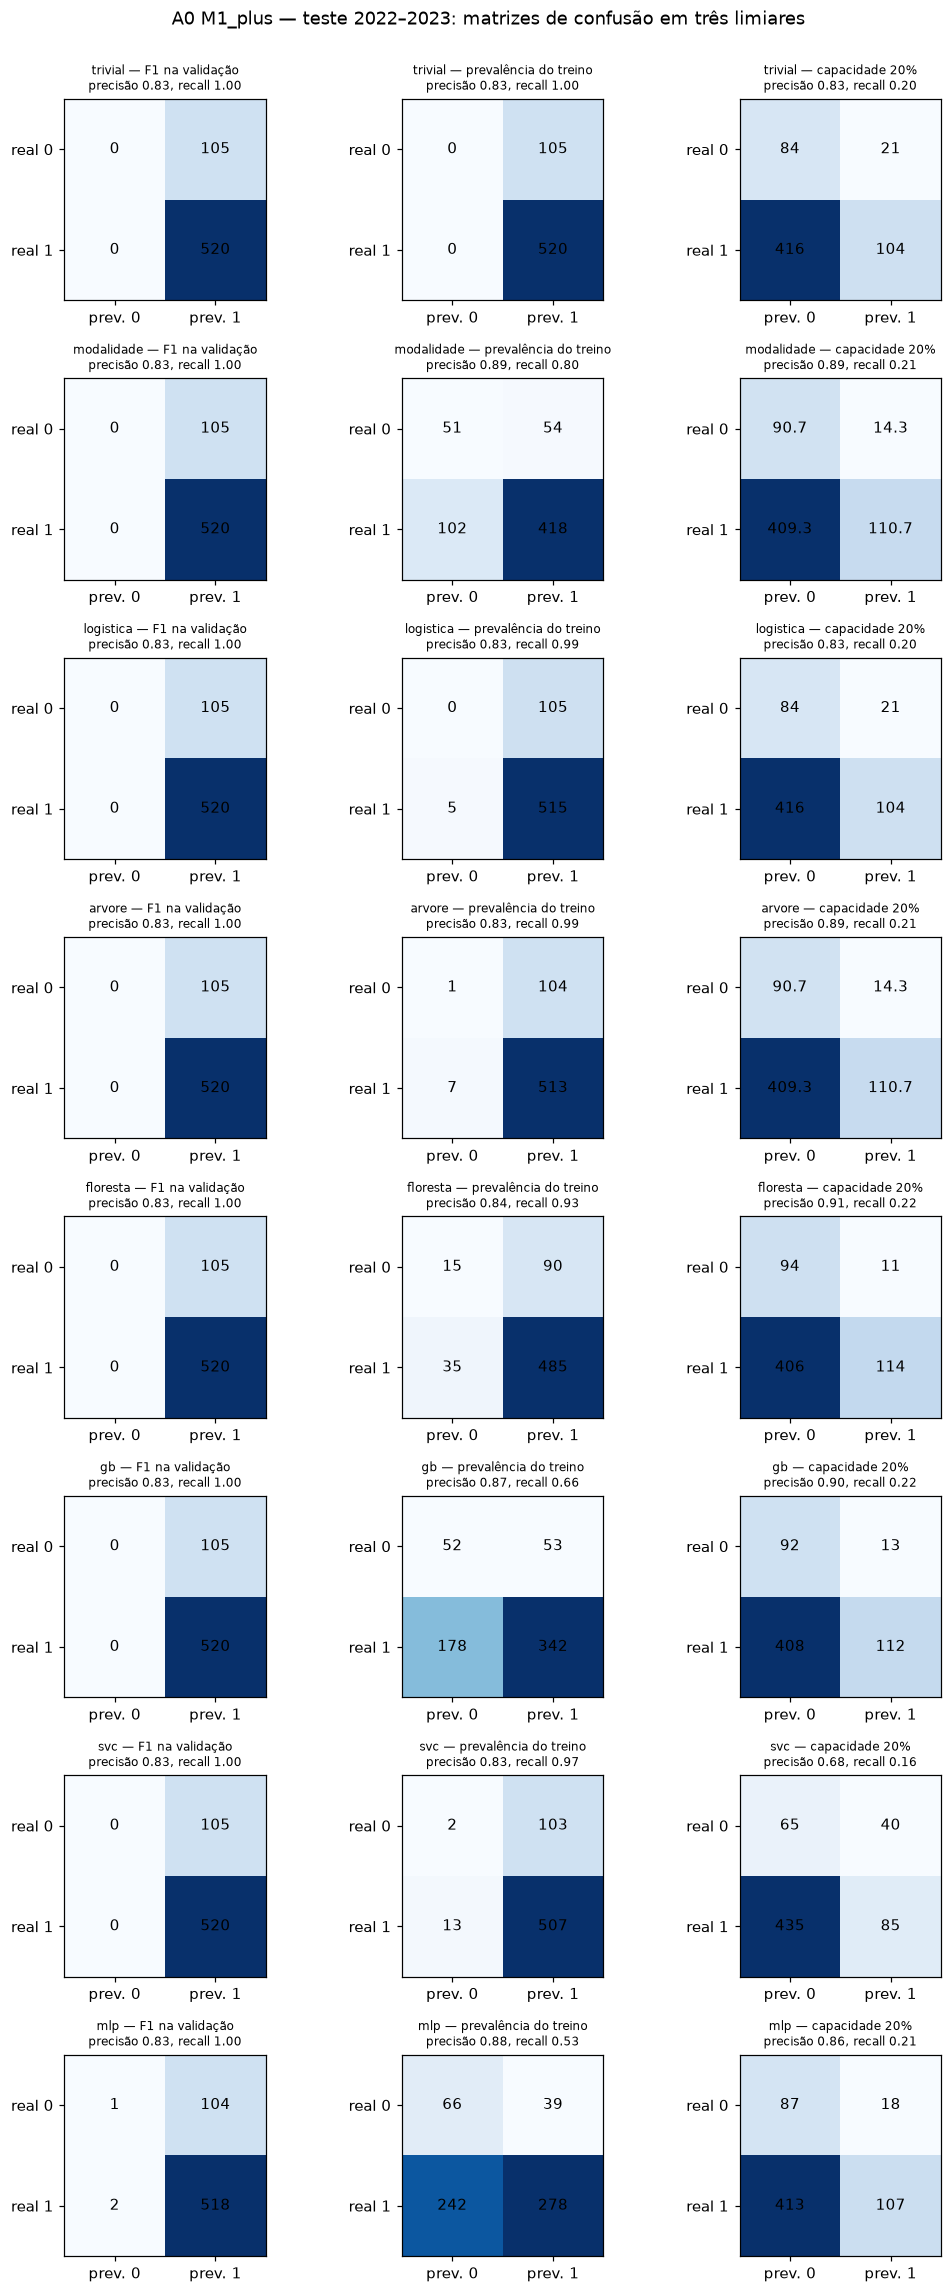 A0 M1_plus — teste 2022–2023: matrizes de confusão em três limiares
trivial — F1 na validação
precisão 0.83, recall 1.00
real 0
0
105
real 1
0
520
prev. 0
prev. 1
trivial — prevalência do treino
precisão 0.83, recall 1.00
real 0
0
105
real 1
0
520
prev. 0
prev. 1
trivial — capacidade 20%
precisão 0.83, recall 0.20
real 0
84
21
real 1
416
104
prev. 0
prev. 1
modalidade — F1 na validação
precisão 0.83, recall 1.00
real 0
0
105
real 1
0
520
prev. 0
prev. 1
modalidade — prevalência do treino
precisão 0.89, recall 0.80
real 0
51
54
real 1
102
418
prev. 0
prev. 1
modalidade — capacidade 20%
precisão 0.89, recall 0.21
real 0
90.7
14.3
real 1
409.3
110.7
prev. 0
prev. 1
logistica — F1 na validação
precisão 0.83, recall 1.00
real 0
0
105
real 1
0
520
prev. 0
prev. 1
logistica — prevalência do treino
precisão 0.83, recall 0.99
real 0
0
105
real 1
5
515
prev. 0
prev. 1
logistica — capacidade 20%
precisão 0.83, recall 0.20
real 0
84
21
real 1
416
104
prev. 0
prev. 1
arvore — F1 na validação
precisão 0.83, recall 1.00
real 0
0
105
real 1
0
520
prev. 0
prev. 1
arvore — prevalência do treino
precisão 0.83, recall 0.99
real 0
1
104
real 1
7
513
prev. 0
prev. 1
arvore — capacidade 20%
precisão 0.89, recall 0.21
real 0
90.7
14.3
real 1
409.3
110.7
prev. 0
prev. 1
floresta — F1 na validação
precisão 0.83, recall 1.00
real 0
0
105
real 1
0
520
prev. 0
prev. 1
floresta — prevalência do treino
precisão 0.84, recall 0.93
real 0
15
90
real 1
35
485
prev. 0
prev. 1
floresta — capacidade 20%
precisão 0.91, recall 0.22
real 0
94
11
real 1
406
114
prev. 0
prev. 1
gb — F1 na validação
precisão 0.83, recall 1.00
real 0
0
105
real 1
0
520
prev. 0
prev. 1
gb — prevalência do treino
precisão 0.87, recall 0.66
real 0
52
53
real 1
178
342
prev. 0
prev. 1
gb — capacidade 20%
precisão 0.90, recall 0.22
real 0
92
13
real 1
408
112
prev. 0
prev. 1
svc — F1 na validação
precisão 0.83, recall 1.00
real 0
0
105
real 1
0
520
prev. 0
prev. 1
svc — prevalência do treino
precisão 0.83, recall 0.97
real 0
2
103
real 1
13
507
prev. 0
prev. 1
svc — capacidade 20%
precisão 0.68, recall 0.16
real 0
65
40
real 1
435
85
prev. 0
prev. 1
mlp — F1 na validação
precisão 0.83, recall 1.00
real 0
1
104
real 1
2
518
prev. 0
prev. 1
mlp — prevalência do treino
precisão 0.88, recall 0.53
real 0
66
39
real 1
242
278
prev. 0
prev. 1
mlp — capacidade 20%
precisão 0.86, recall 0.21
real 0
87
18
real 1
413
107
prev. 0
prev. 1